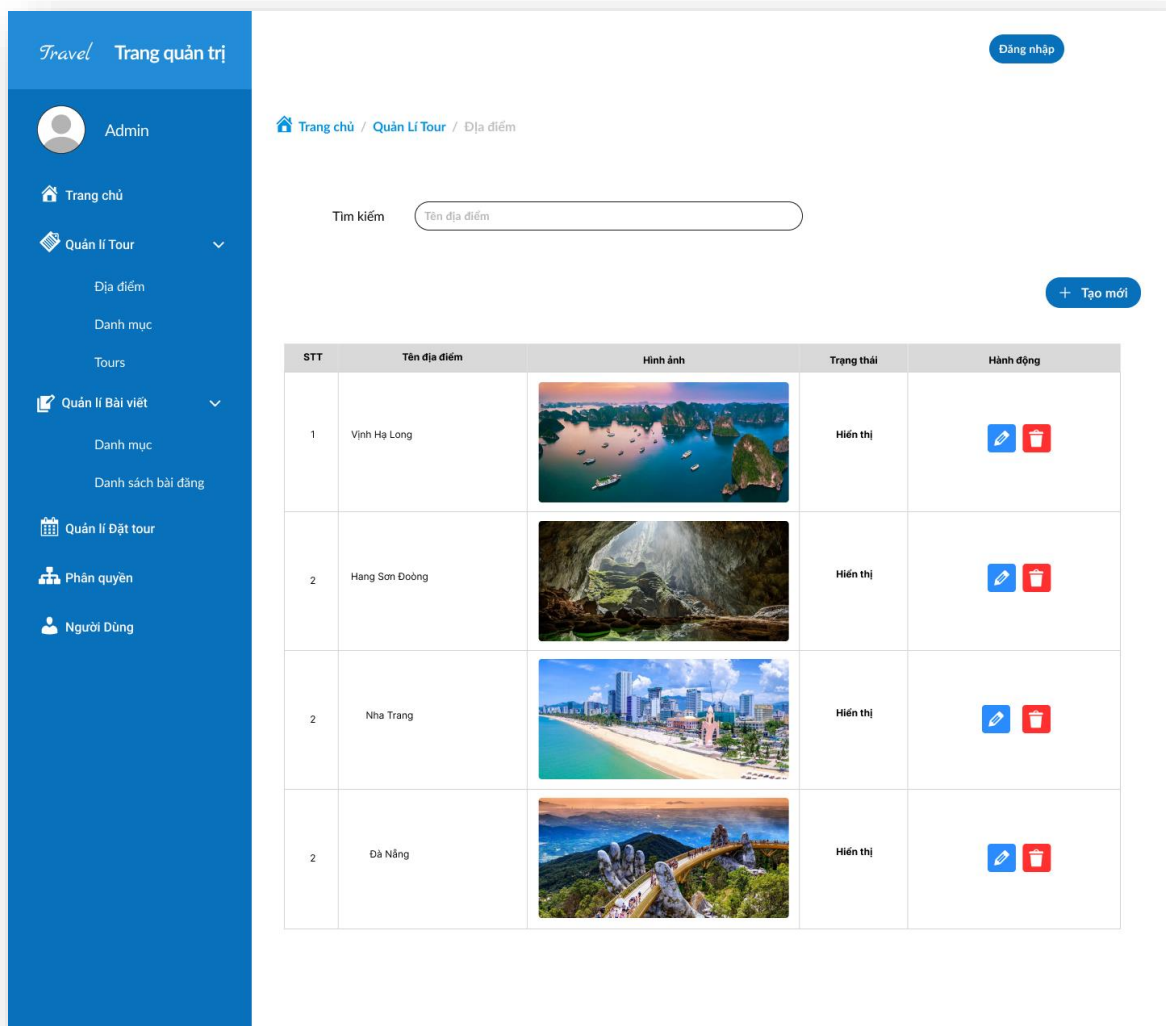 Travel Trang quản trị
Đăng nhập
Admin
Trang chủ / Quản Lí Tour / Địa điểm
Trang chủ
Quản lí Tour
Địa điểm
Danh mục
Tours
Quản lí Bài viết
Danh mục
Danh sách bài đăng
Quản lí Đặt tour
Phân quyền
Người Dùng
Tìm kiếm Tên địa điểm
+ Tạo mới
STT Tên địa điểm Hình ảnh Trạng thái Hành động
1 Vịnh Hạ Long Hiển thị
2 Hang Sơn Đoòng Hiển thị
2 Nha Trang Hiển thị
2 Đà Nẵng Hiển thị